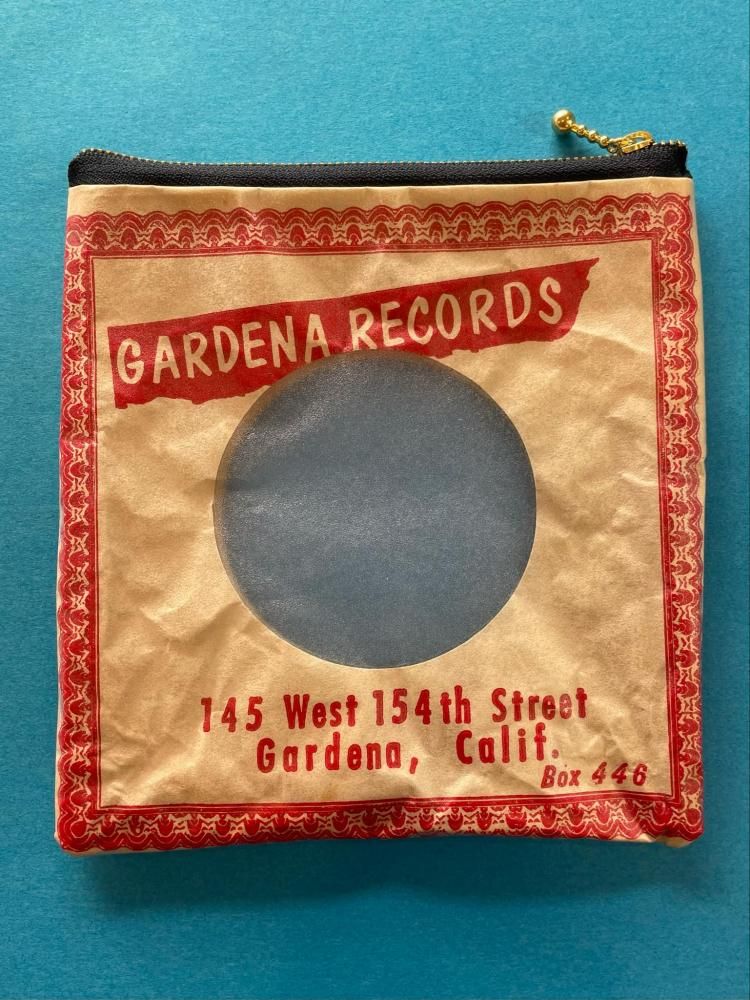 GARDENA RECORDS
145 West 154th Street
Gardena, Calif.
Box 446